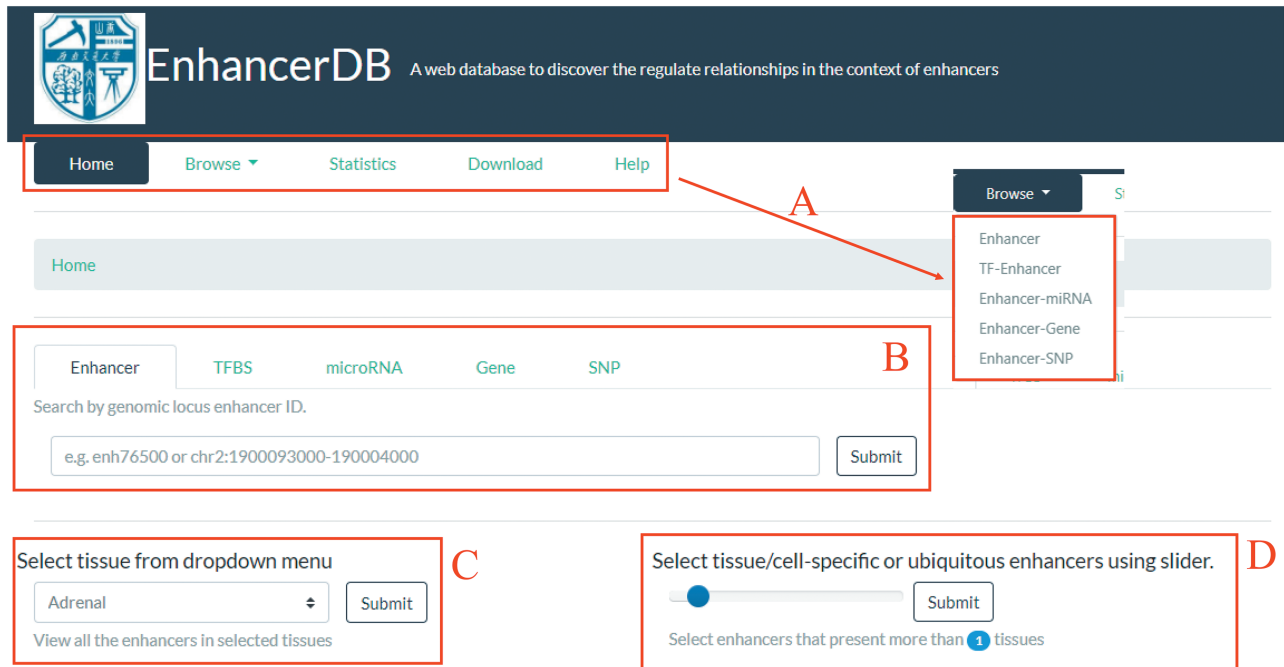 EnhancerDB A web database to discover the regulate relationships in the context of enhancers
Home Browse Statistics Download Help
A
Browse St
Enhancer
TF-Enhancer
Enhancer-miRNA
Enhancer-Gene
Enhancer-SNP
Home
B
Enhancer TFBS microRNA Gene SNP
Search by genomic locus enhancer ID.
e.g. enh76500 or chr2:1900093000-190004000 Submit
Select tissue from dropdown menu
C
Adrenal Submit
View all the enhancers in selected tissues
Select tissue/cell-specific or ubiquitous enhancers using slider.
D
Submit
Select enhancers that present more than 1 tissues